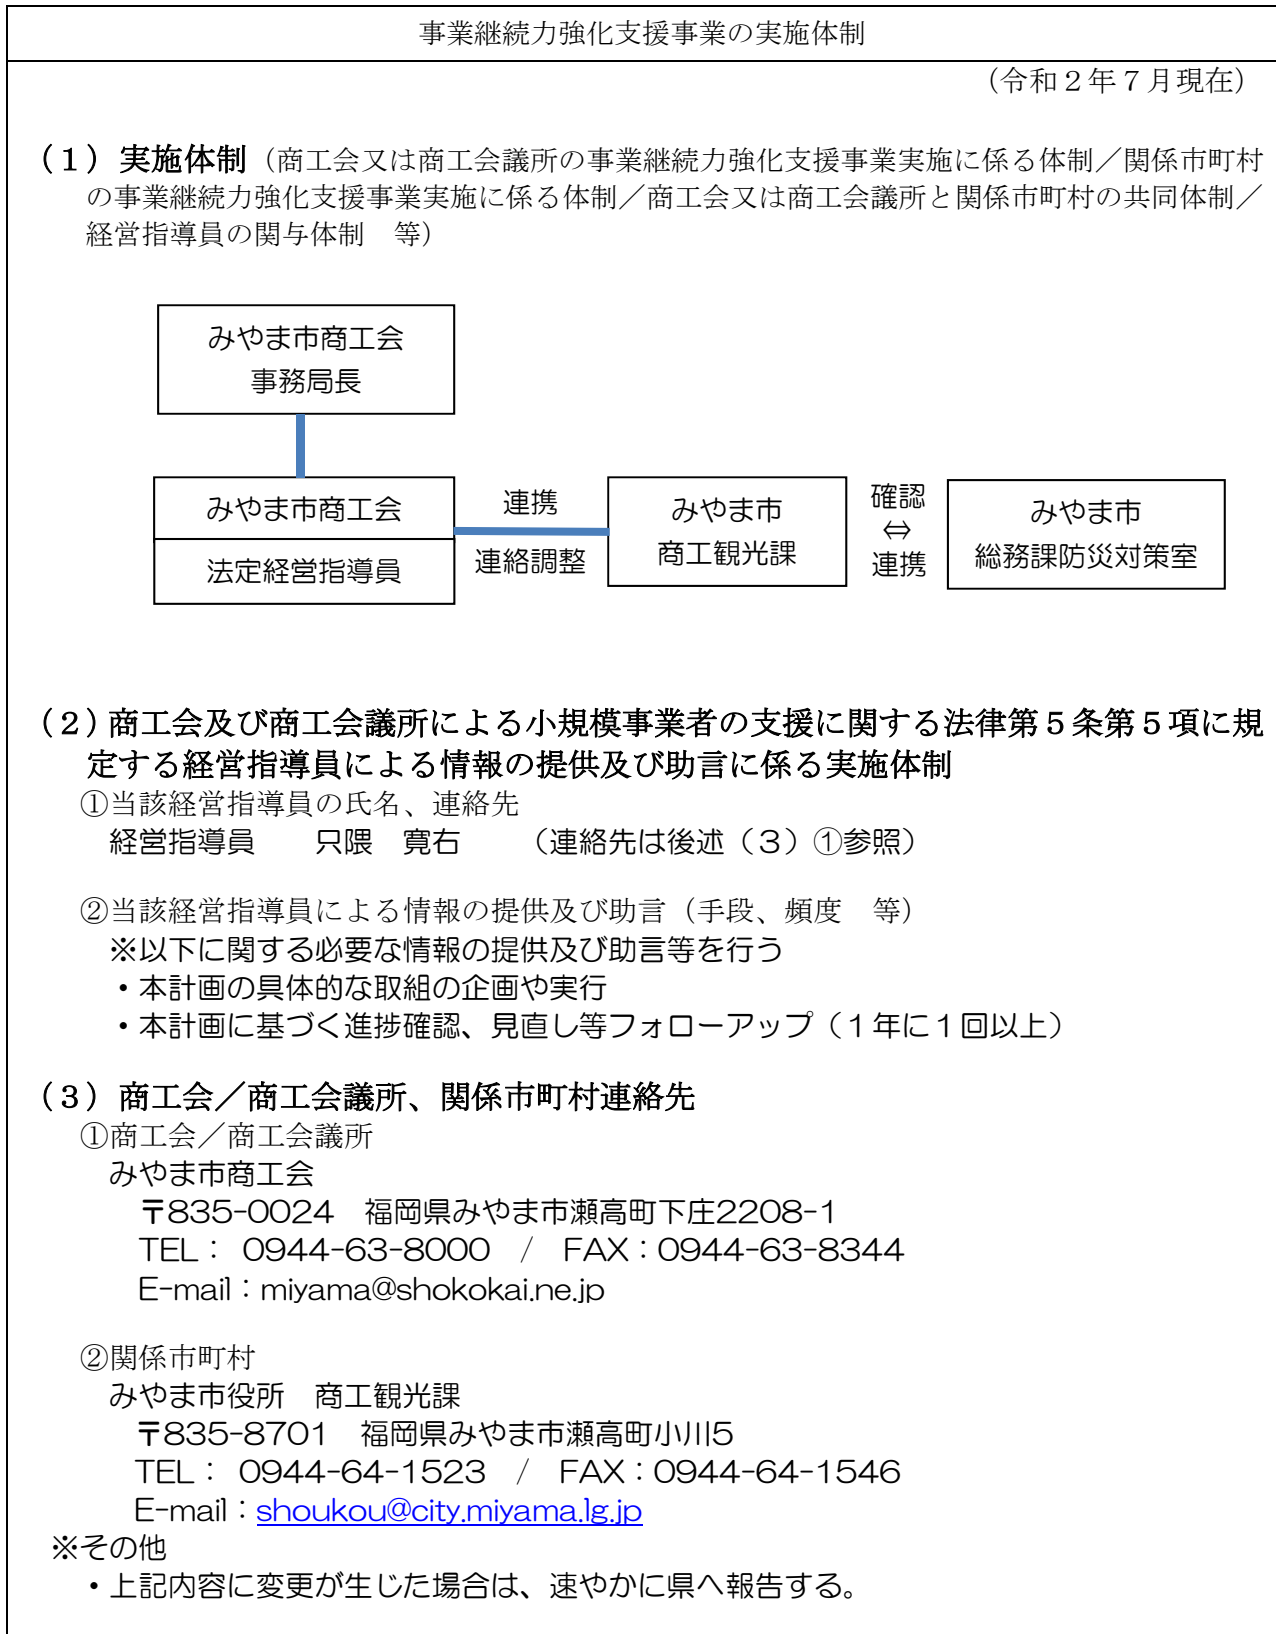 事業継続力強化支援事業の実施体制
（令和２年７月現在）
（１）実施体制（商工会又は商工会議所の事業継続力強化支援事業実施に係る体制／関係市町村
の事業継続力強化支援事業実施に係る体制／商工会又は商工会議所と関係市町村の共同体制／
経営指導員の関与体制　等）
みやま市商工会
事務局長
みやま市商工会
法定経営指導員
連携
連絡調整
みやま市
商工観光課
確認
⇔
連携
みやま市
総務課防災対策室
（２）商工会及び商工会議所による小規模事業者の支援に関する法律第５条第５項に規
定する経営指導員による情報の提供及び助言に係る実施体制
①当該経営指導員の氏名、連絡先
経営指導員　　只隈　寛右　　（連絡先は後述（３）①参照）
②当該経営指導員による情報の提供及び助言（手段、頻度　等）
※以下に関する必要な情報の提供及び助言等を行う
・本計画の具体的な取組の企画や実行
・本計画に基づく進捗確認、見直し等フォローアップ（１年に１回以上）
（３）商工会／商工会議所、関係市町村連絡先
①商工会／商工会議所
みやま市商工会
〒835-0024　福岡県みやま市瀬高町下庄2208-1
TEL： 0944-63-8000　/　FAX：0944-63-8344
E-mail：miyama@shokokai.ne.jp
②関係市町村
みやま市役所　商工観光課
〒835-8701　福岡県みやま市瀬高町小川5
TEL： 0944-64-1523　/　FAX：0944-64-1546
E-mail：shoukou@city.miyama.lg.jp
※その他
・上記内容に変更が生じた場合は、速やかに県へ報告する。